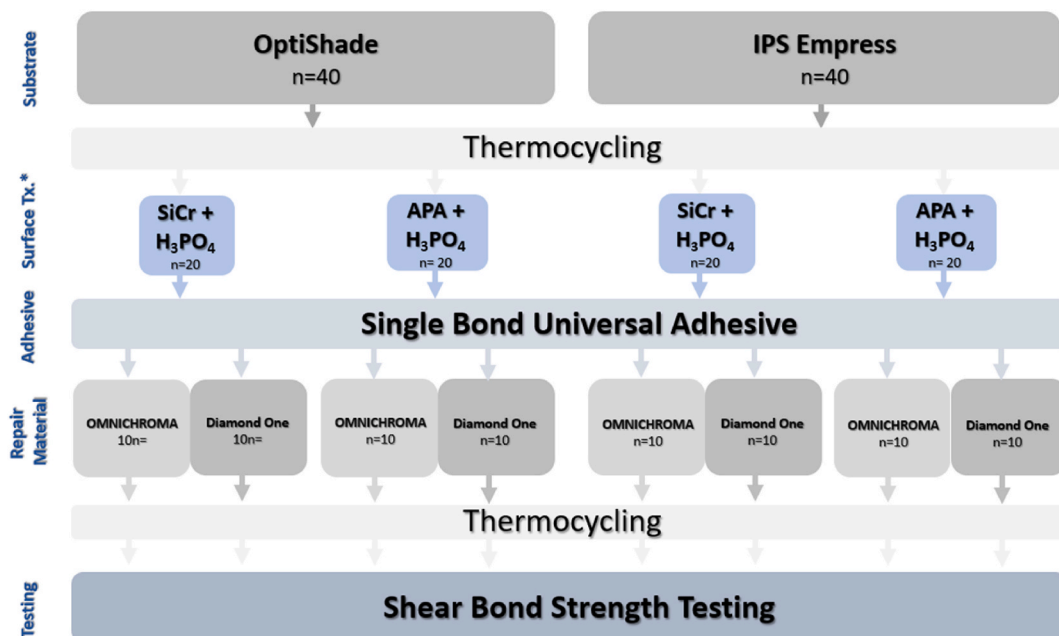 Substrate
OptiShade
n=40
IPS Empress
n=40
Thermocycling
Surface Tx.*
SiCr +
H₃PO₄
n=20
APA +
H₃PO₄
n= 20
SiCr +
H₃PO₄
n=20
APA +
H₃PO₄
n= 20
Adhesive
Single Bond Universal Adhesive
Repair
Material
OMNICHROMA
10n=
Diamond One
10n=
OMNICHROMA
n=10
Diamond One
n=10
OMNICHROMA
n=10
Diamond One
n=10
OMNICHROMA
n=10
Diamond One
n=10
Thermocycling
Testing
Shear Bond Strength Testing